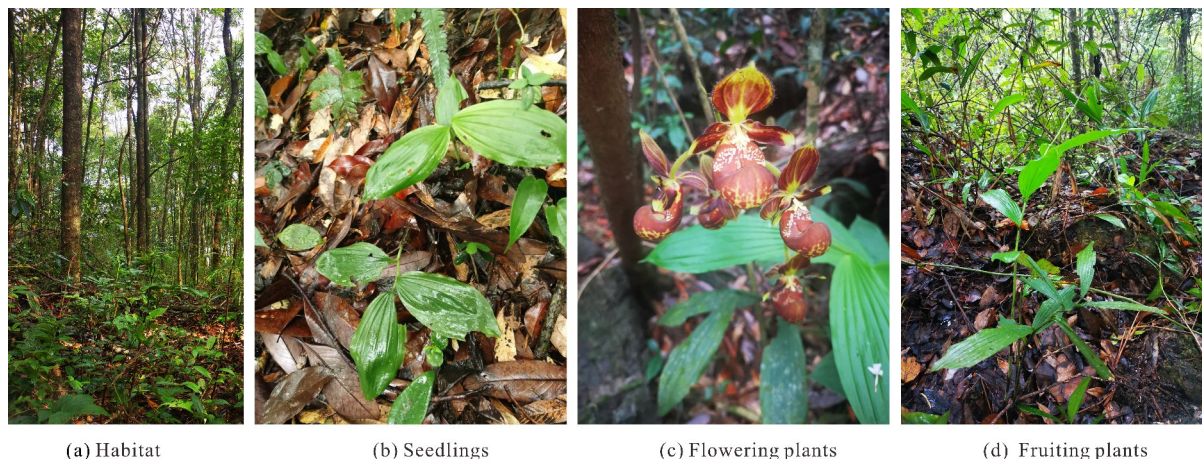 (a) Habitat
(b) Seedlings
(c) Flowering plants
(d) Fruiting plants